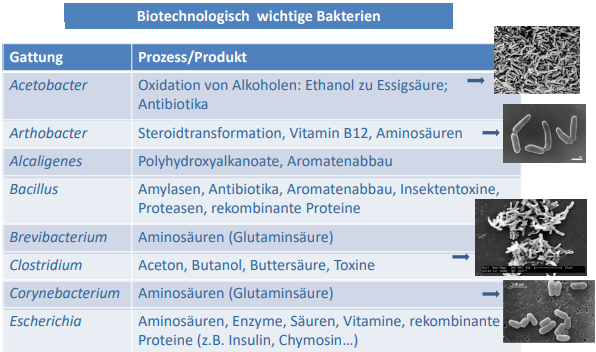 Biotechnologisch wichtige Bakterien
Gattung Prozess/Produkt
Acetobacter Oxidation von Alkoholen: Ethanol zu Essigsäure;
Antibiotika
Arthobacter Steroidtransformation, Vitamin B12, Aminosäuren
Alcaligenes Polyhydroxyalkanoate, Aromatenabbau
Bacillus Amylasen, Antibiotika, Aromatenabbau, Insektentoxine,
Proteasen, rekombinante Proteine
Brevibacterium Aminosäuren (Glutaminsäure)
Clostridium Aceton, Butanol, Buttersäure, Toxine
Corynebacterium Aminosäuren (Glutaminsäure)
Escherichia Aminosäuren, Enzyme, Säuren, Vitamine, rekombinante
Proteine (z.B. Insulin, Chymosin…)